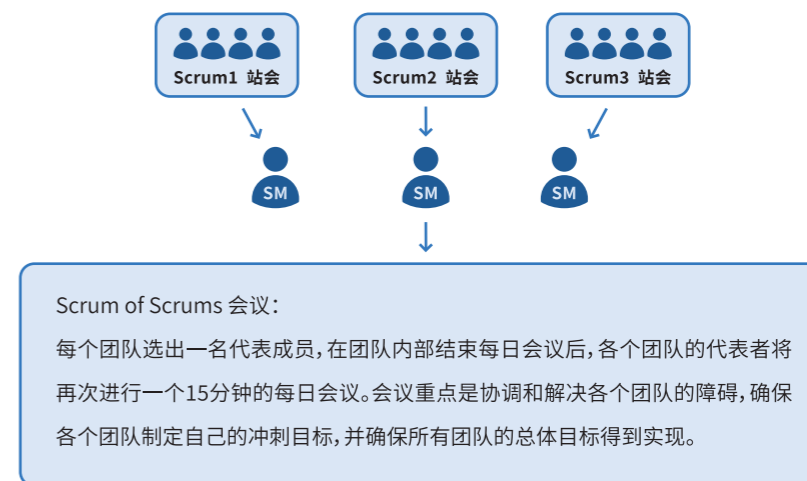 Scrum1 站会
Scrum2 站会
Scrum3 站会
SM
SM
SM
Scrum of Scrums 会议：
每个团队选出一名代表成员，在团队内部结束每日会议后，各个团队的代表者将
再次进行一个15分钟的每日会议。会议重点是协调和解决各个团队的障碍，确保
各个团队制定自己的冲刺目标，并确保所有团队的总体目标得到实现。